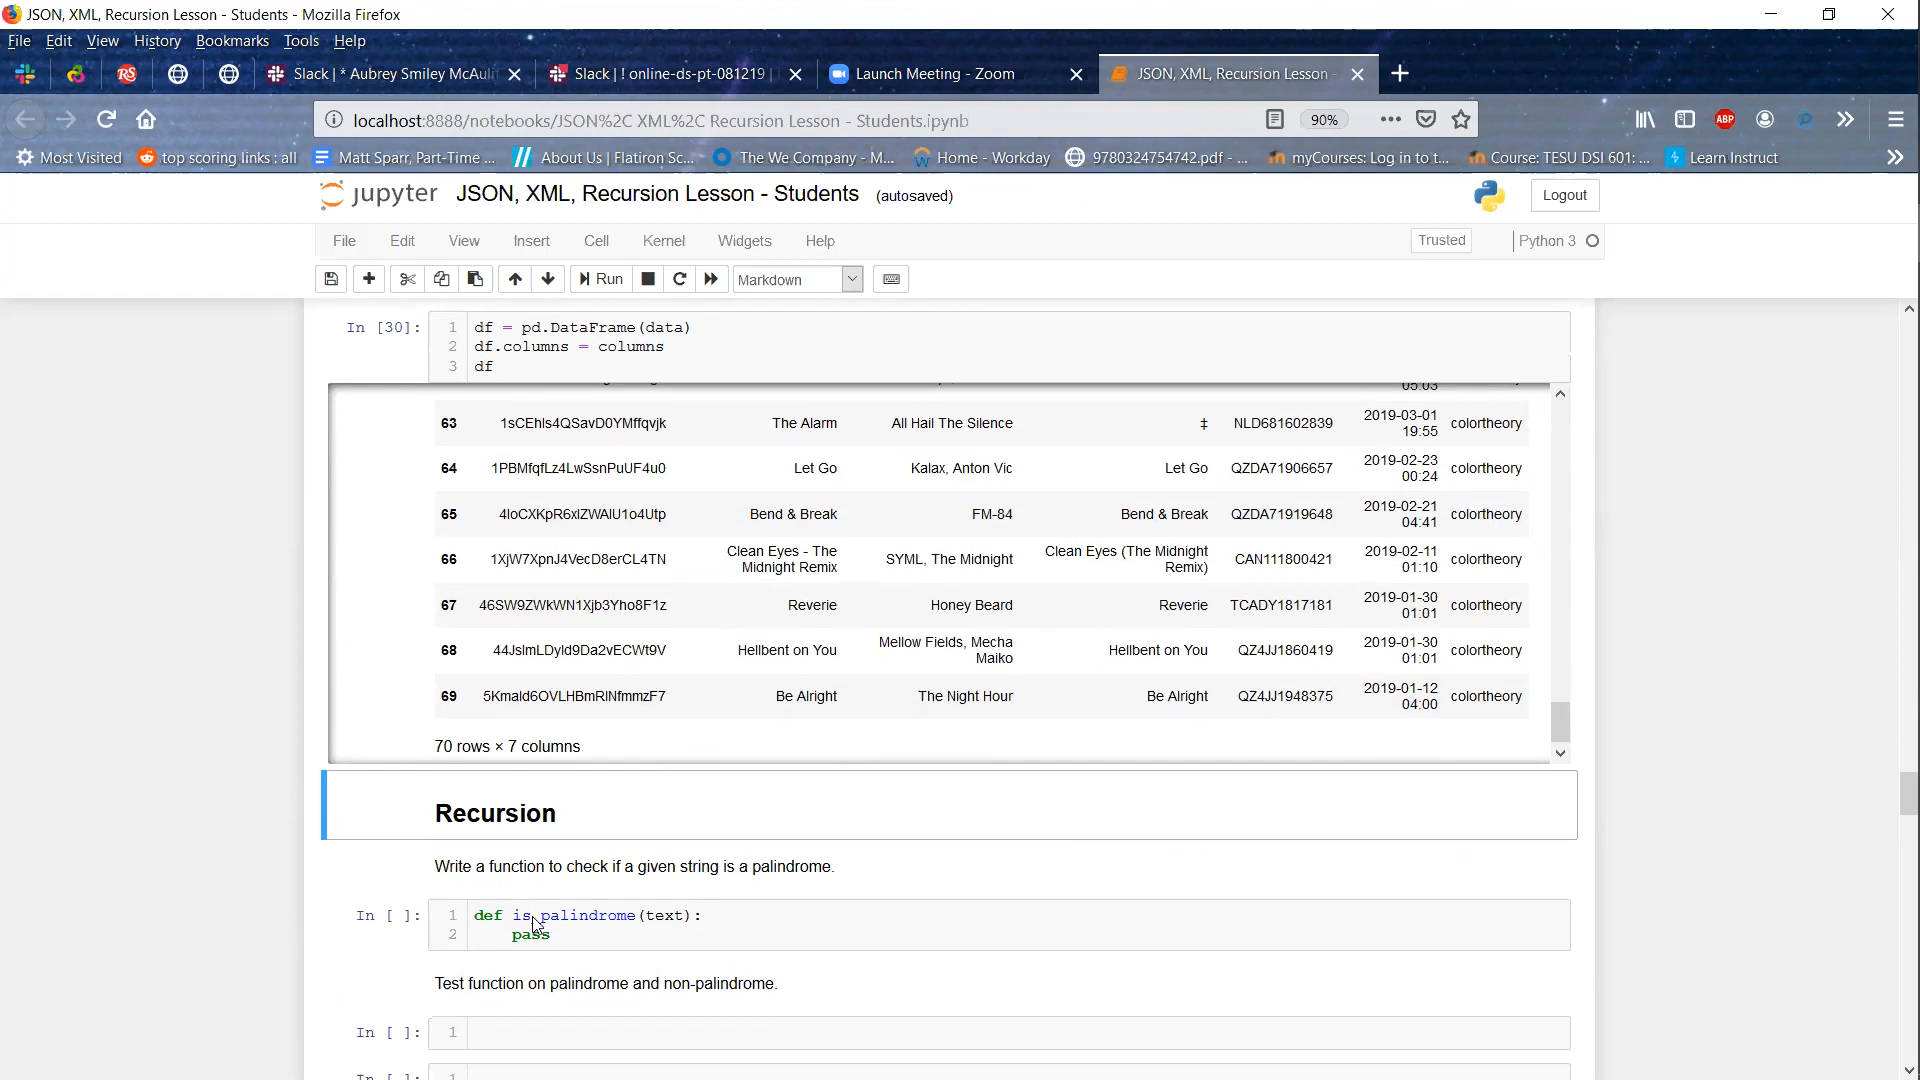 JSON, XML, Recursion Lesson - Students - Mozilla Firefox
File Edit View History Bookmarks Tools Help
Slack | * Aubrey Smiley McAuli
Slack | ! online-ds-pt-081219 |
Launch Meeting - Zoom
JSON, XML, Recursion Lesson -
localhost:8888/notebooks/JSON%2C XML%2C Recursion Lesson - Students.ipynb
90%
ABP
Most Visited
top scoring links : all
Matt Sparr, Part-Time ...
About Us | Flatiron Sc...
The We Company - M...
Home - Workday
9780324754742.pdf - ...
myCourses: Log in to t...
Course: TESU DSI 601: ...
Learn Instruct
jupyter JSON, XML, Recursion Lesson - Students (autosaved)
Logout
File Edit View Insert Cell Kernel Widgets Help
Trusted
Python 3
Run
Markdown
In [30]:
1 df = pd.DataFrame(data)
2 df.columns = columns
3 df
05:03
63 1sCEhls4QSavD0YMffqvjk The Alarm All Hail The Silence ‡ NLD681602839 2019-03-01 19:55 colortheory
64 1PBMfqfLz4LwSsnPuUF4u0 Let Go Kalax, Anton Vic Let Go QZDA71906657 2019-02-23 00:24 colortheory
65 4loCXKpR6xlZWAlU1o4Utp Bend & Break FM-84 Bend & Break QZDA71919648 2019-02-21 04:41 colortheory
66 1XjW7XpnJ4VecD8erCL4TN Clean Eyes - The Midnight Remix SYML, The Midnight Clean Eyes (The Midnight Remix) CAN111800421 2019-02-11 01:10 colortheory
67 46SW9ZWkWN1Xjb3Yho8F1z Reverie Honey Beard Reverie TCADY1817181 2019-01-30 01:01 colortheory
68 44JslmLDyld9Da2vECWt9V Hellbent on You Mellow Fields, Mecha Maiko Hellbent on You QZ4JJ1860419 2019-01-30 01:01 colortheory
69 5Kmald6OVLHBmRlNfmmzF7 Be Alright The Night Hour Be Alright QZ4JJ1948375 2019-01-12 04:00 colortheory
70 rows × 7 columns
Recursion
Write a function to check if a given string is a palindrome.
In [ ]:
1 def is_palindrome(text):
2 pass
Test function on palindrome and non-palindrome.
In [ ]: 1
In [ ]: 1